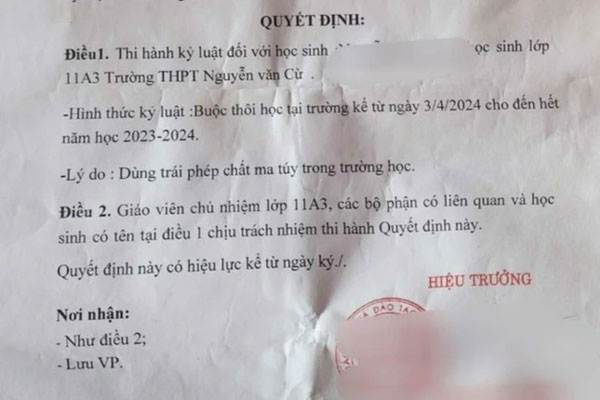 QUYẾT ĐỊNH:
Điều1. Thi hành kỷ luật đối với học sinh ọc sinh lớp
11A3 Trường THPT Nguyễn văn Cừ .
-Hình thức kỷ luật :Buộc thôi học tại trường kể từ ngày 3/4/2024 cho đến hết
năm học 2023-2024.
-Lý do : Dùng trái phép chất ma túy trong trường học.
Điều 2. Giáo viên chủ nhiệm lớp 11A3, các bộ phận có liên quan và học
sinh có tên tại điều 1 chịu trách nhiệm thi hành Quyết định này.
Quyết định này có hiệu lực kể từ ngày ký./.
HIỆU TRƯỞNG
Nơi nhận:
- Như điều 2;
- Lưu VP.